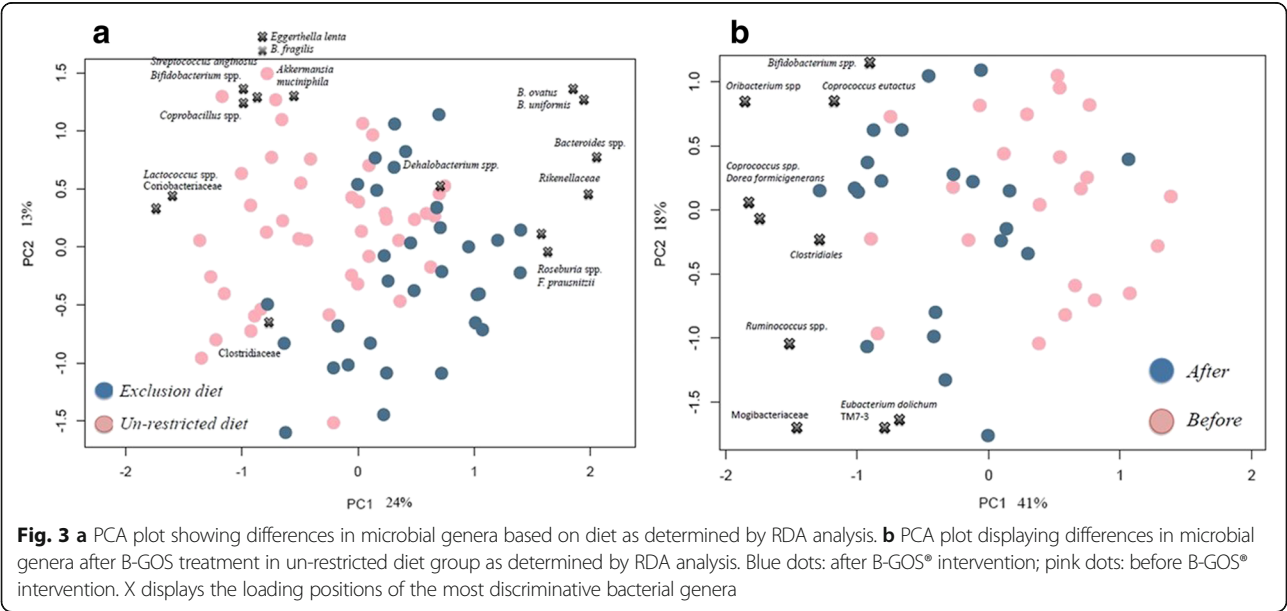 a
Eggerthella lenta
B. fragilis
Streptococcus anginosus
Bifidobacterium spp.
Akkermansia
muciniphila
Coprobacillus spp.
B. ovatus
B. uniformis
Bacteroides spp.
Dehalobacterium spp.
Rikenellaceae
Lactococcus spp.
Coriobacteriaceae
Roseburia spp.
F. prausnitzii
Clostridiaceae
Exclusion diet
Un-restricted diet
1.5
1.0
0.5
0.0
-0.5
-1.0
-1.5
PC2 13%
-2 -1 0 1 2
PC1 24%
b
Bifidobacterium spp.
Oribacterium spp
Coprococcus eutactus
Coprococcus spp.
Dorea formicigenerans
Clostridiales
Ruminococcus spp.
Eubacterium dolichum
Mogibacteriaceae
TM7-3
After
Before
1.0
0.5
0.0
-0.5
-1.0
-1.5
PC2 18%
-2 -1 0 1 2
PC1 41%
Fig. 3 a PCA plot showing differences in microbial genera based on diet as determined by RDA analysis. b PCA plot displaying differences in microbial
genera after B-GOS treatment in un-restricted diet group as determined by RDA analysis. Blue dots: after B-GOS® intervention; pink dots: before B-GOS®
intervention. X displays the loading positions of the most discriminative bacterial genera